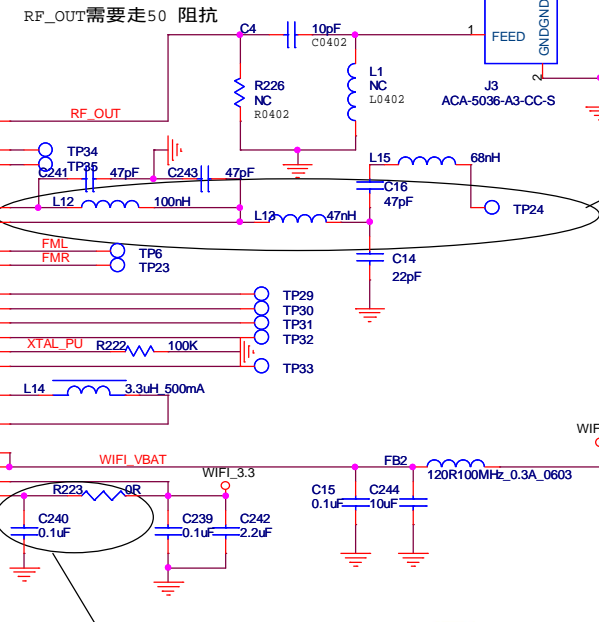 RF_OUT需要走50 阻抗
C4
10pF
C0402
1
FEED
GNDGND
2
J3
ACA-5036-A3-CC-S
R226
NC
R0402
L1
NC
L0402
RF_OUT
TP34
TP35
C241
47pF
C243
47pF
L15
68nH
C16
47pF
L12
100nH
L13
47nH
TP24
FML
FMR
TP6
TP23
C14
22pF
TP29
TP30
TP31
TP32
XTAL_PU
R222
100K
TP33
L14
3.3uH_500mA
WIF
WIFI_VBAT
WIFI_3.3
FB2
120R100MHz_0.3A_0603
R223
0R
C15
0.1uF
C244
10uF
C240
0.1uF
C239
0.1uF
C242
2.2uF